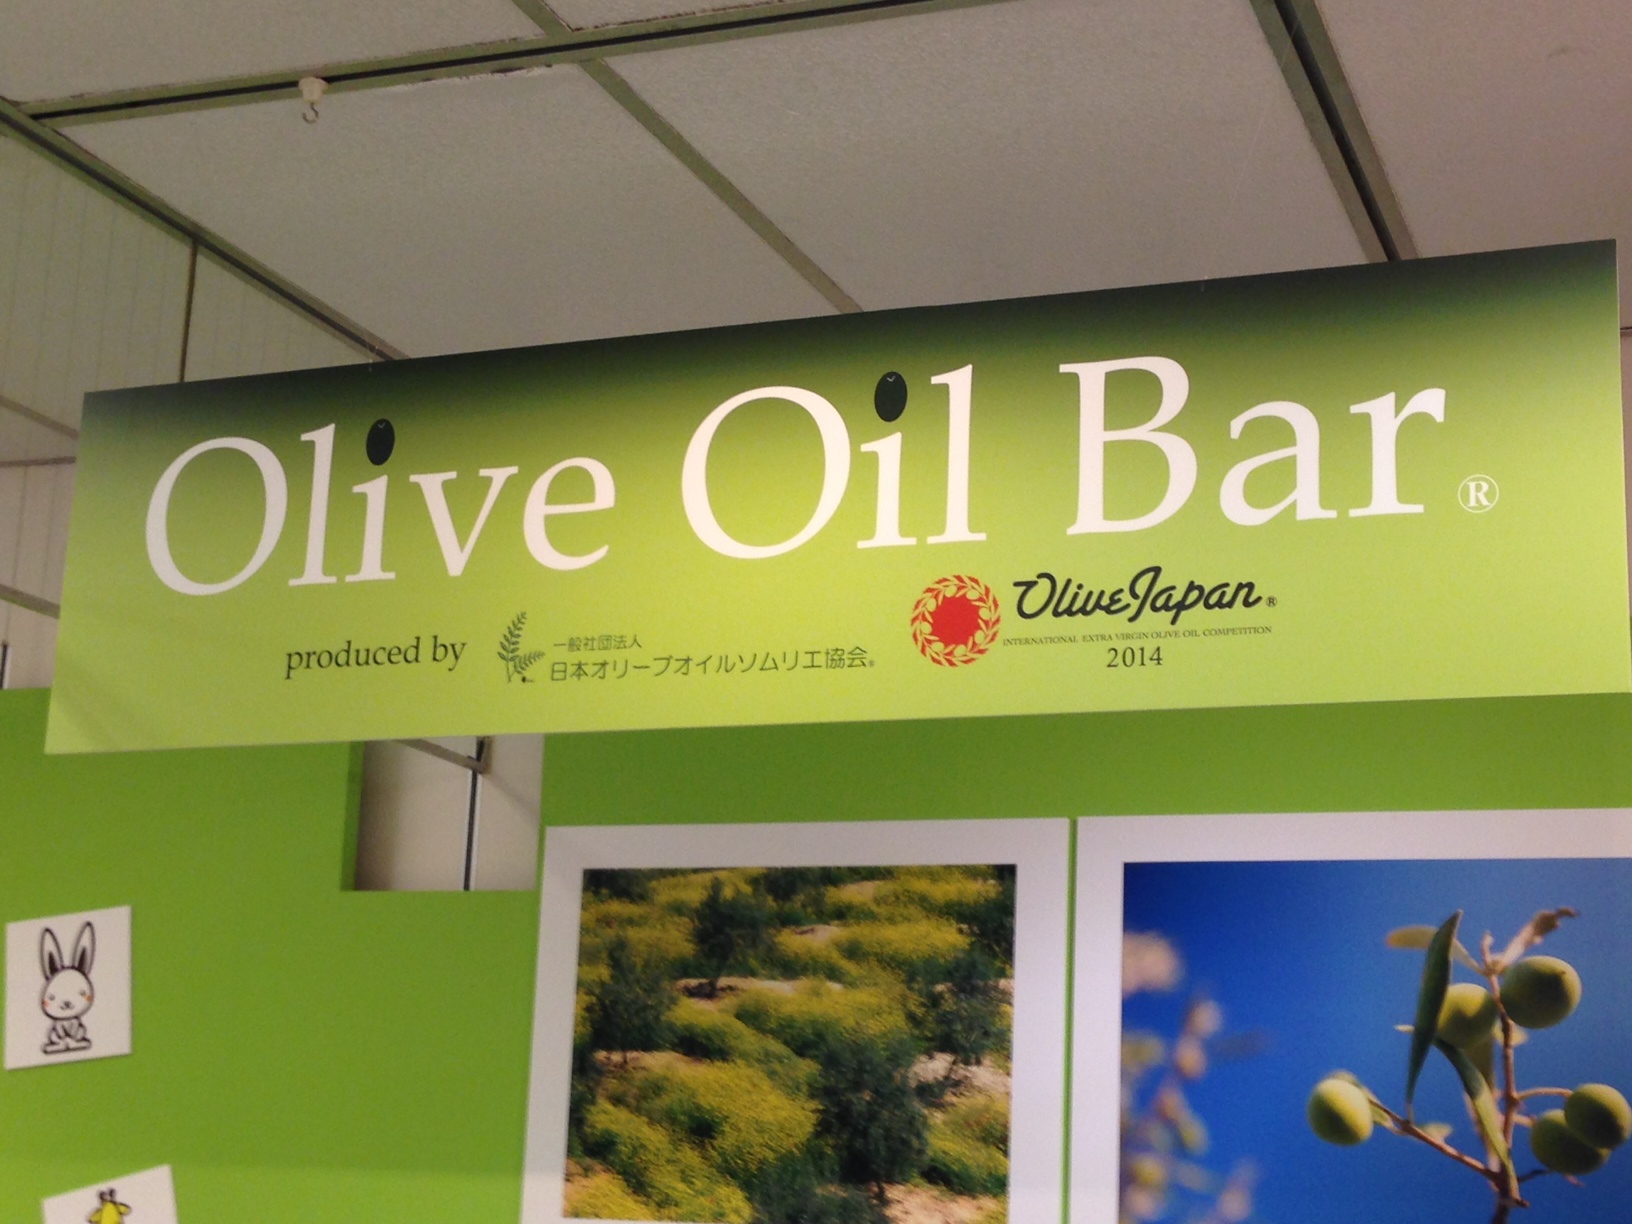 Olive Oil Bar®
produced by
一般社団法人
日本オリーブオイルソムリエ協会®
OliveJapan®
INTERNATIONAL EXTRA VIRGIN OLIVE OIL COMPETITION
2014